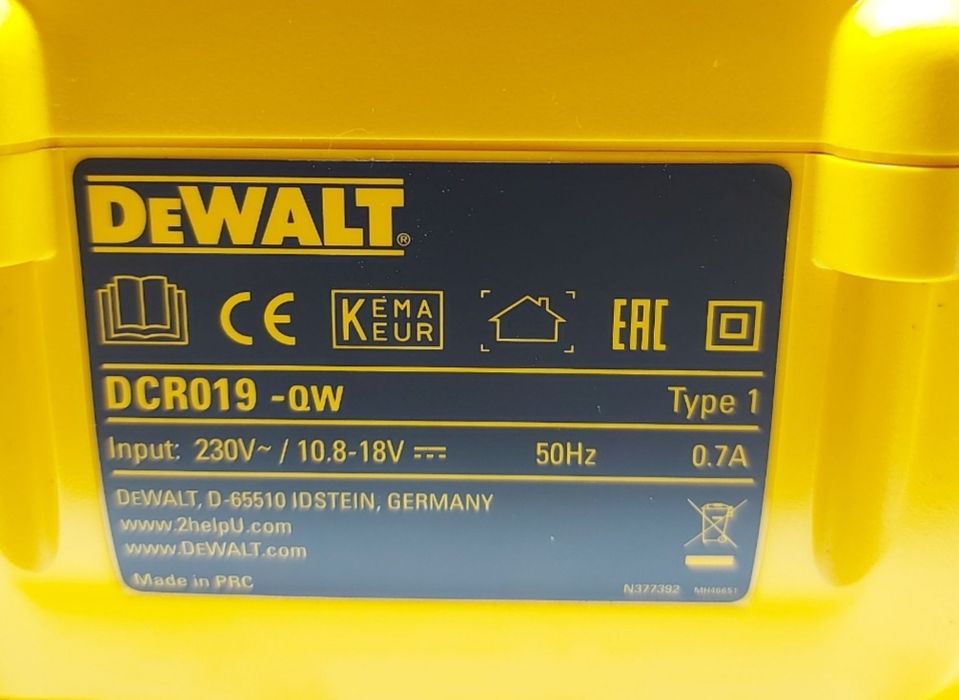 DEWALT®
CE KEMA EUR EAC
DCR019 -QW Type 1
Input: 230V~ / 10.8-18V ⎓ 50Hz 0.7A
DEWALT, D-65510 IDSTEIN, GERMANY
www.2helpU.com
www.DEWALT.com
Made in PRC N377392